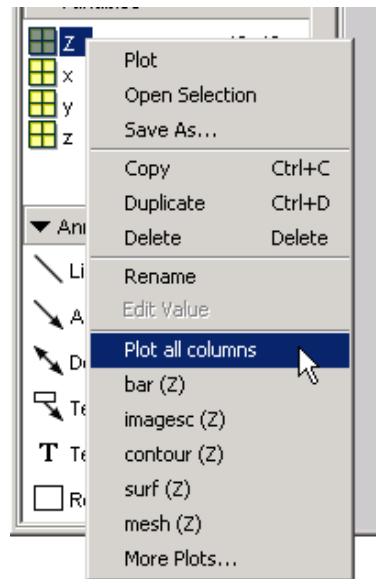 Z
x
y
z
Plot
Open Selection
Save As...
Copy Ctrl+C
Duplicate Ctrl+D
Delete Delete
Rename
Edit Value
Plot all columns
bar (Z)
imagesc (Z)
contour (Z)
surf (Z)
mesh (Z)
More Plots...
T